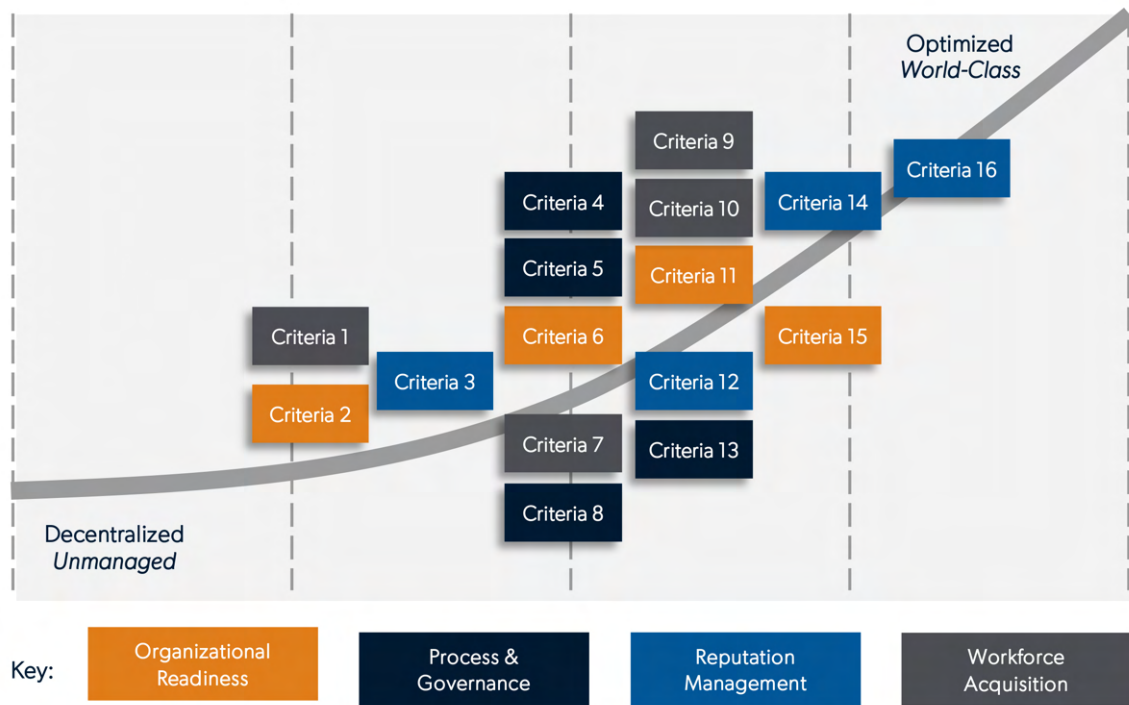 Optimized
World-Class
Criteria 9
Criteria 4
Criteria 10
Criteria 14
Criteria 16
Criteria 5
Criteria 11
Criteria 1
Criteria 6
Criteria 15
Criteria 2
Criteria 3
Criteria 12
Criteria 7
Criteria 13
Criteria 8
Decentralized
Unmanaged
Key:
Organizational
Readiness
Process &
Governance
Reputation
Management
Workforce
Acquisition